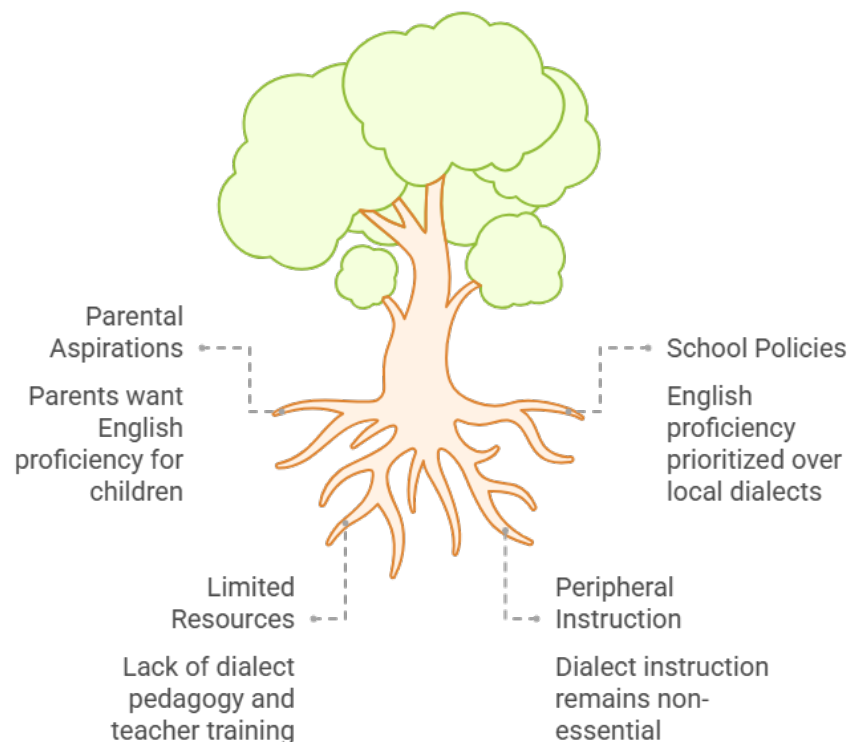 Parental
Aspirations
Parents want
English
proficiency for
children
School Policies
English
proficiency
prioritized over
local dialects
Limited
Resources
Lack of dialect
pedagogy and
teacher training
Peripheral
Instruction
Dialect instruction
remains non-
essential